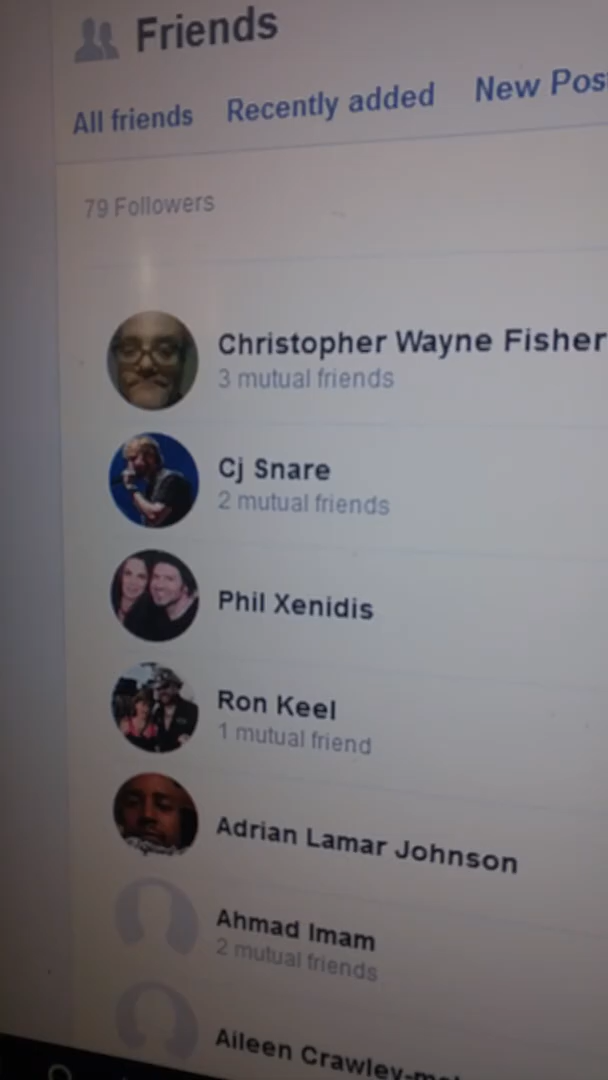 Friends
All friends Recently added New
79 Followers
Christopher Wayne Fisher
3 mutual friends
Cj Snare
2 mutual friends
Phil Xenidis
Ron Keel
1 mutual friend
Adrian Lamar Johnson
Ahmad Imam
2 mutual friends
Aileen